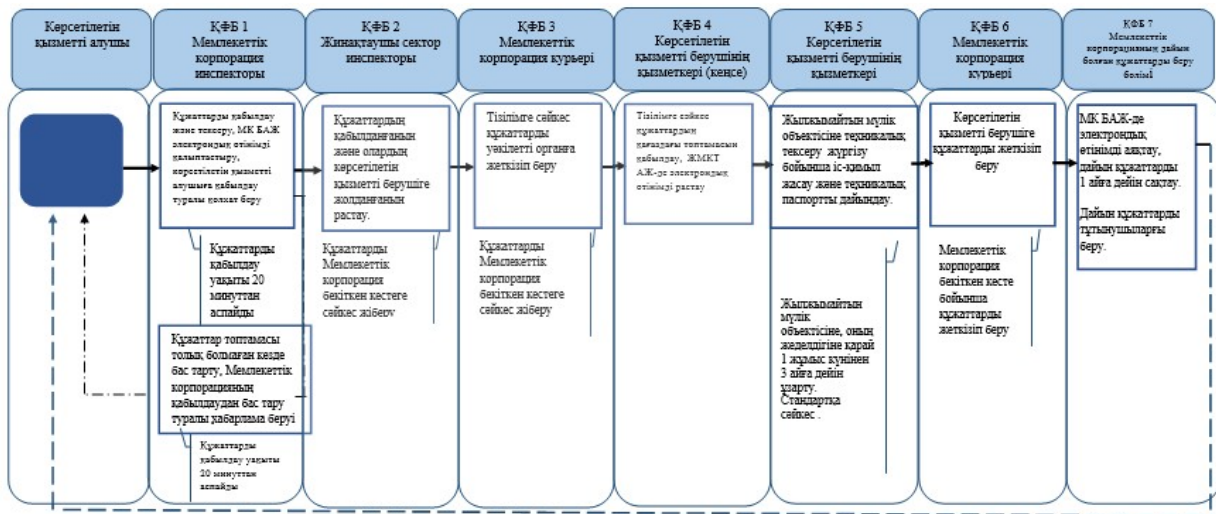 Көрсетілетін
қызметті алушы
ҚФБ 1
Мемлекеттік
корпорация
инспекторы
ҚФБ 2
Жинақтаушы сектор
инспекторы
ҚФБ 3
Мемлекеттік
корпорация курьері
ҚФБ 4
Көрсетілетін
қызметті берушінің
қызметкері (кеңсе)
ҚФБ 5
Көрсетілетін
қызметті берушінің
қызметкері
ҚФБ 6
Мемлекеттік
корпорация
курьері
ҚФБ 7
Мемлекеттік
корпорацияның дайын
болған құжаттарды беру
бөлімі
Құжаттарды қабылдау
және тексеру, МК БАЖ
электрондық өтінімді
қалыптастыру,
көрсетілетін қызметті
алушыға қабылдау
туралы қолхат беру
Құжаттарды
қабылдау
уақыты 20
минуттан
аспайды
Құжаттар топтамасы
толық болмаған кезде
бас тарту, Мемлекеттік
корпорацияның
қабылдаудан бас тару
туралы хабарлама беруі
Құжаттарды
қабылдау уақыты
20 минуттан
аспайды
Құжаттардың
қабылданғанын
және олардың
көрсетілетін
қызметті берушіге
жолданғанын
растау.
Құжаттарды
Мемлекеттік
корпорация
бекіткен кестеге
сәйкес жіберу
Тізілімге сәйкес
құжаттарды
уәкілетті органға
жеткізіп беру
Құжаттарды
Мемлекеттік
корпорация
бекіткен кестеге
сәйкес жіберу
Тізілімге сәйкес
құжаттардың
қағаздағы топтамасын
қабылдау, ЖМКТ
АЖ-де электрондық
өтінімді растау
Жылжымайтын мүлік
объектісіне техникалық
тексеру жүргізу
бойынша іс-қимыл
жасау және техникалық
паспортты дайындау.
Жылжымайтын
мүлік
объектісіне, оның
жеделдігіне қарай
1 жұмыс күнінен
3 айға дейін
ұзарту.
Стандартқа
сәйкес .
Көрсетілетін
қызметті берушіге
құжаттарды жеткізіп
беру
Мемлекеттік
корпорация
бекіткен кесте
бойынша
құжаттарды
жеткізіп беру
МК БАЖ-де
электрондық
өтінімді аяқтау,
дайын құжаттарды
1 айға дейін сақтау.
Дайын құжаттарды
тұтынушыларғы
беру.